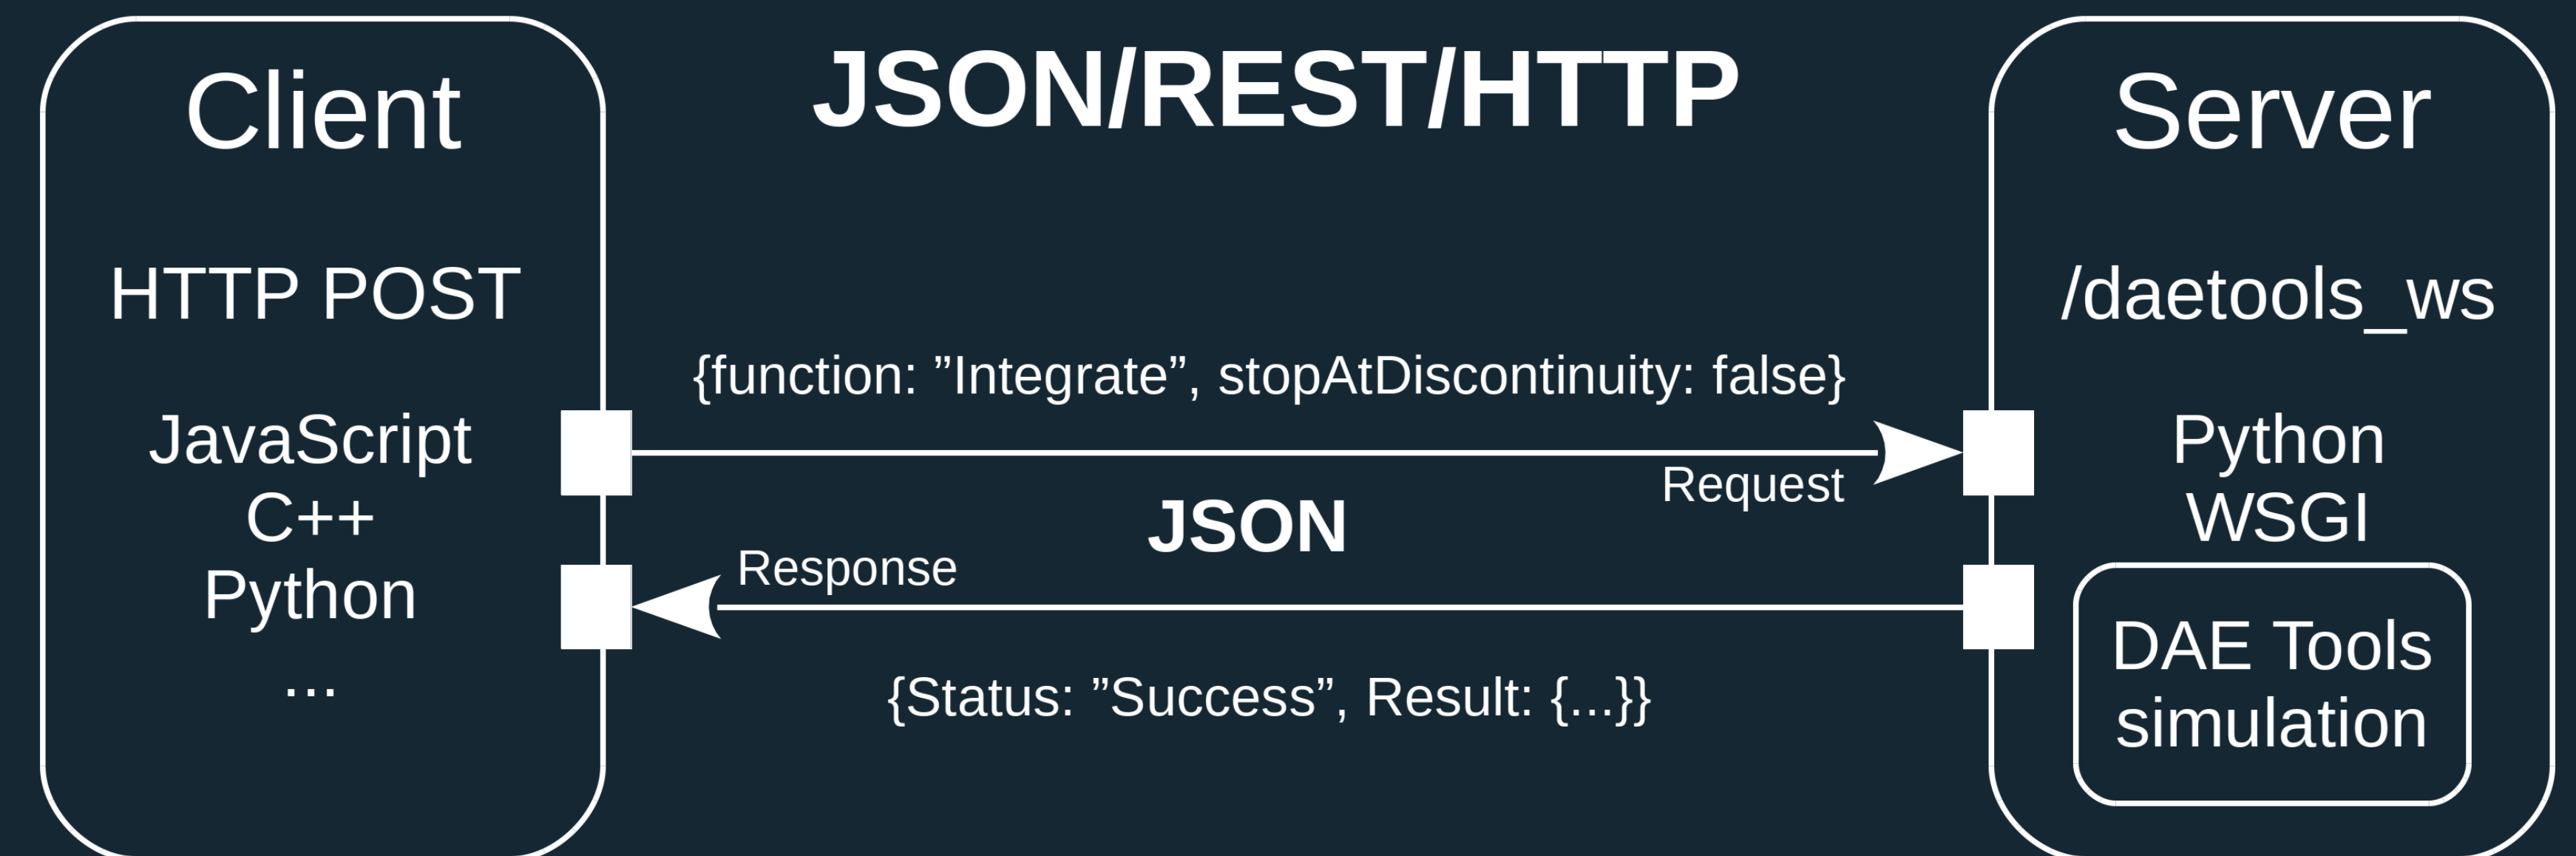 Client
HTTP POST
JavaScript
C++
Python
...
JSON/REST/HTTP
{function: ”Integrate”, stopAtDiscontinuity: false}
Request
JSON
Response
{Status: ”Success”, Result: {...}}
Server
/daetools_ws
Python
WSGI
DAE Tools
simulation